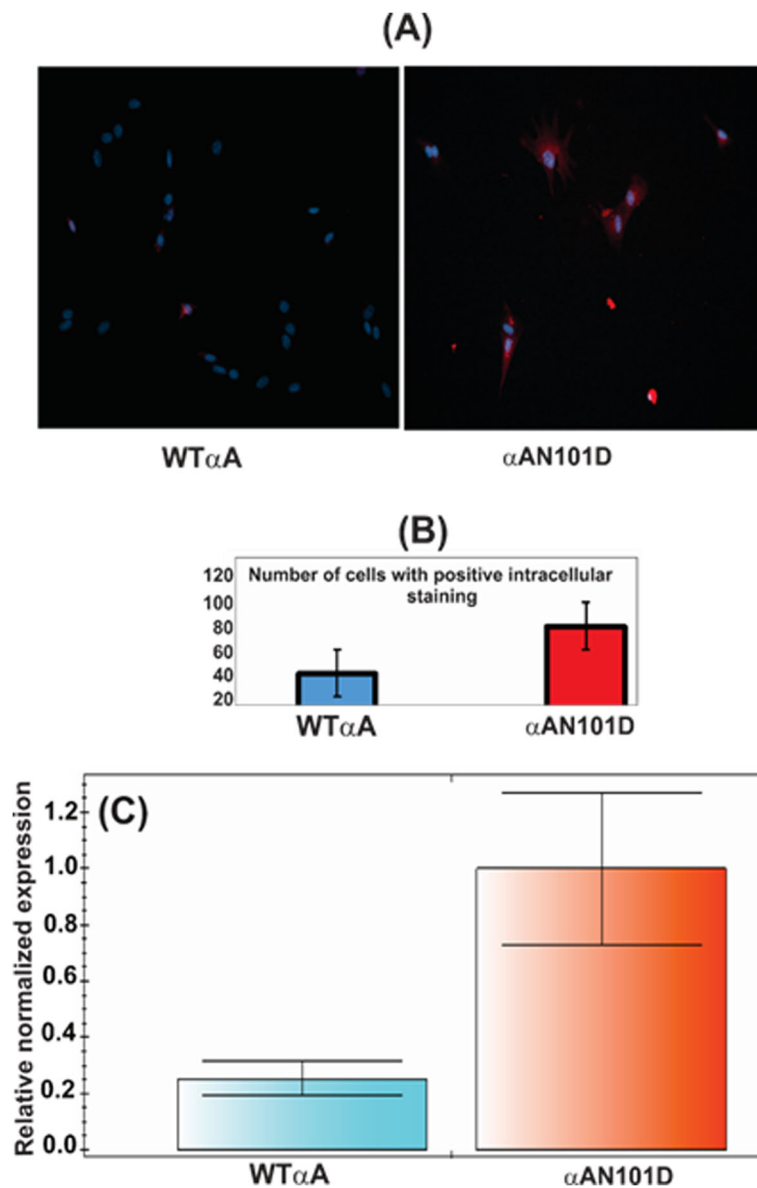 (A)
WTαA
αAN101D
(B)
Number of cells with positive intracellular
staining
120
100
80
60
40
20
WTαA
αAN101D
(C)
Relative normalized expression
1.2
1.0
0.8
0.6
0.4
0.2
0.0
WTαA
αAN101D